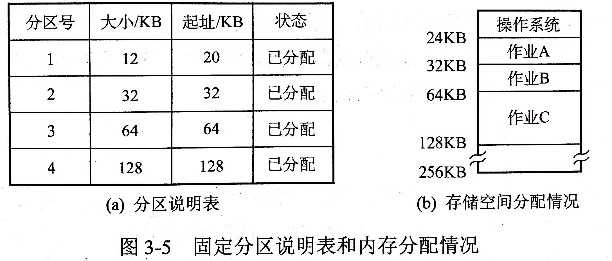 分区号 大小/KB 起址/KB 状态
1 12 20 已分配
2 32 32 已分配
3 64 64 已分配
4 128 128 已分配
(a) 分区说明表
操作系统
24KB
作业A
32KB
作业B
64KB
作业C
128KB
256KB
(b) 存储空间分配情况
图 3-5 固定分区说明表和内存分配情况